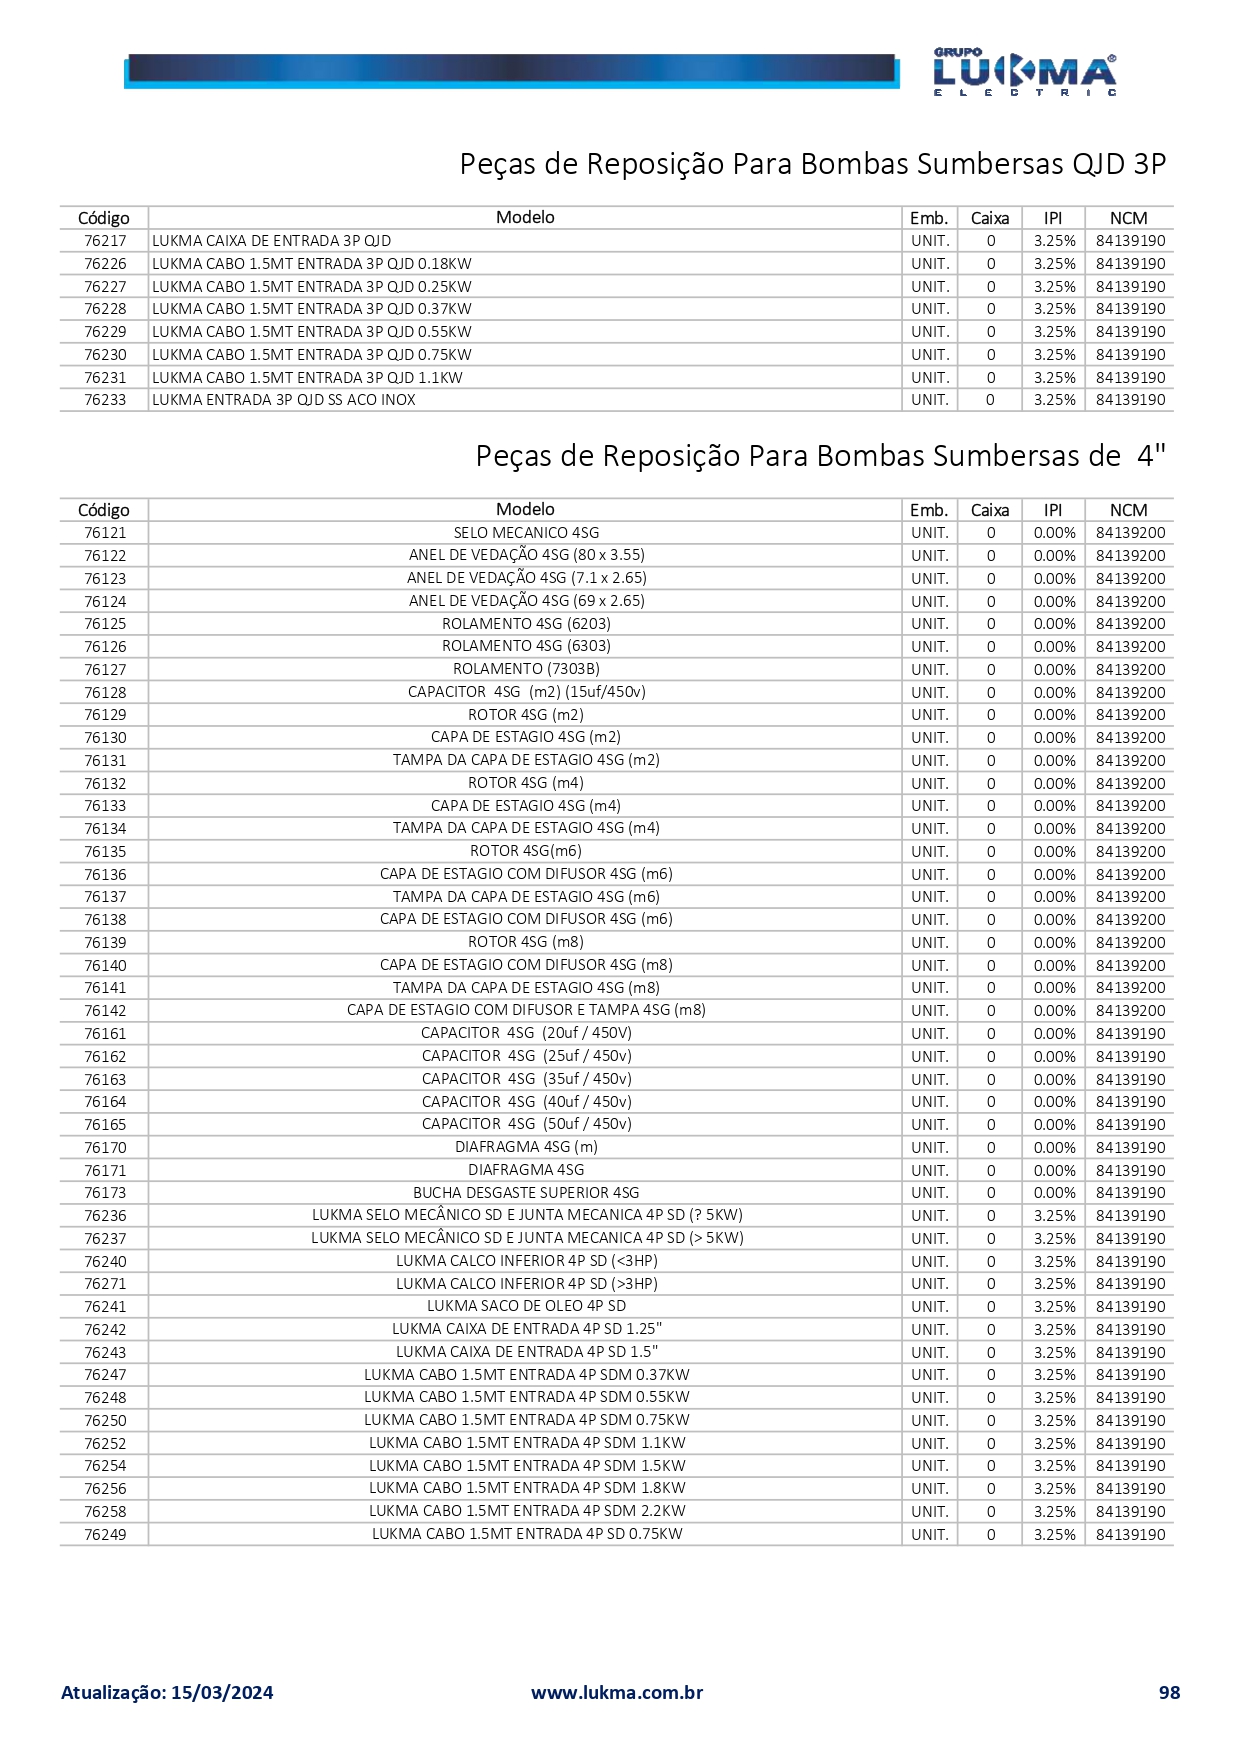 GRUPO
LUKMA®
ELECTRIC
Peças de Reposição Para Bombas Sumbersas QJD 3P
Código Modelo Emb. Caixa IPI NCM
76217 LUKMA CAIXA DE ENTRADA 3P QJD UNIT. 0 3.25% 84139190
76226 LUKMA CABO 1.5MT ENTRADA 3P QJD 0.18KW UNIT. 0 3.25% 84139190
76227 LUKMA CABO 1.5MT ENTRADA 3P QJD 0.25KW UNIT. 0 3.25% 84139190
76228 LUKMA CABO 1.5MT ENTRADA 3P QJD 0.37KW UNIT. 0 3.25% 84139190
76229 LUKMA CABO 1.5MT ENTRADA 3P QJD 0.55KW UNIT. 0 3.25% 84139190
76230 LUKMA CABO 1.5MT ENTRADA 3P QJD 0.75KW UNIT. 0 3.25% 84139190
76231 LUKMA CABO 1.5MT ENTRADA 3P QJD 1.1KW UNIT. 0 3.25% 84139190
76233 LUKMA ENTRADA 3P QJD SS ACO INOX UNIT. 0 3.25% 84139190
Peças de Reposição Para Bombas Sumbersas de 4"
Código Modelo Emb. Caixa IPI NCM
76121 SELO MECANICO 4SG UNIT. 0 0.00% 84139200
76122 ANEL DE VEDAÇÃO 4SG (80 x 3.55) UNIT. 0 0.00% 84139200
76123 ANEL DE VEDAÇÃO 4SG (7.1 x 2.65) UNIT. 0 0.00% 84139200
76124 ANEL DE VEDAÇÃO 4SG (69 x 2.65) UNIT. 0 0.00% 84139200
76125 ROLAMENTO 4SG (6203) UNIT. 0 0.00% 84139200
76126 ROLAMENTO 4SG (6303) UNIT. 0 0.00% 84139200
76127 ROLAMENTO (7303B) UNIT. 0 0.00% 84139200
76128 CAPACITOR 4SG (m2) (15uf/450v) UNIT. 0 0.00% 84139200
76129 ROTOR 4SG (m2) UNIT. 0 0.00% 84139200
76130 CAPA DE ESTAGIO 4SG (m2) UNIT. 0 0.00% 84139200
76131 TAMPA DA CAPA DE ESTAGIO 4SG (m2) UNIT. 0 0.00% 84139200
76132 ROTOR 4SG (m4) UNIT. 0 0.00% 84139200
76133 CAPA DE ESTAGIO 4SG (m4) UNIT. 0 0.00% 84139200
76134 TAMPA DA CAPA DE ESTAGIO 4SG (m4) UNIT. 0 0.00% 84139200
76135 ROTOR 4SG(m6) UNIT. 0 0.00% 84139200
76136 CAPA DE ESTAGIO COM DIFUSOR 4SG (m6) UNIT. 0 0.00% 84139200
76137 TAMPA DA CAPA DE ESTAGIO 4SG (m6) UNIT. 0 0.00% 84139200
76138 CAPA DE ESTAGIO COM DIFUSOR 4SG (m6) UNIT. 0 0.00% 84139200
76139 ROTOR 4SG (m8) UNIT. 0 0.00% 84139200
76140 CAPA DE ESTAGIO COM DIFUSOR 4SG (m8) UNIT. 0 0.00% 84139200
76141 TAMPA DA CAPA DE ESTAGIO 4SG (m8) UNIT. 0 0.00% 84139200
76142 CAPA DE ESTAGIO COM DIFUSOR E TAMPA 4SG (m8) UNIT. 0 0.00% 84139200
76161 CAPACITOR 4SG (20uf / 450V) UNIT. 0 0.00% 84139190
76162 CAPACITOR 4SG (25uf / 450v) UNIT. 0 0.00% 84139190
76163 CAPACITOR 4SG (35uf / 450v) UNIT. 0 0.00% 84139190
76164 CAPACITOR 4SG (40uf / 450v) UNIT. 0 0.00% 84139190
76165 CAPACITOR 4SG (50uf / 450v) UNIT. 0 0.00% 84139190
76170 DIAFRAGMA 4SG (m) UNIT. 0 0.00% 84139190
76171 DIAFRAGMA 4SG UNIT. 0 0.00% 84139190
76173 BUCHA DESGASTE SUPERIOR 4SG UNIT. 0 0.00% 84139190
76236 LUKMA SELO MECÂNICO SD E JUNTA MECANICA 4P SD (? 5KW) UNIT. 0 3.25% 84139190
76237 LUKMA SELO MECÂNICO SD E JUNTA MECANICA 4P SD (> 5KW) UNIT. 0 3.25% 84139190
76240 LUKMA CALCO INFERIOR 4P SD (<3HP) UNIT. 0 3.25% 84139190
76271 LUKMA CALCO INFERIOR 4P SD (>3HP) UNIT. 0 3.25% 84139190
76241 LUKMA SACO DE OLEO 4P SD UNIT. 0 3.25% 84139190
76242 LUKMA CAIXA DE ENTRADA 4P SD 1.25" UNIT. 0 3.25% 84139190
76243 LUKMA CAIXA DE ENTRADA 4P SD 1.5" UNIT. 0 3.25% 84139190
76247 LUKMA CABO 1.5MT ENTRADA 4P SDM 0.37KW UNIT. 0 3.25% 84139190
76248 LUKMA CABO 1.5MT ENTRADA 4P SDM 0.55KW UNIT. 0 3.25% 84139190
76250 LUKMA CABO 1.5MT ENTRADA 4P SDM 0.75KW UNIT. 0 3.25% 84139190
76252 LUKMA CABO 1.5MT ENTRADA 4P SDM 1.1KW UNIT. 0 3.25% 84139190
76254 LUKMA CABO 1.5MT ENTRADA 4P SDM 1.5KW UNIT. 0 3.25% 84139190
76256 LUKMA CABO 1.5MT ENTRADA 4P SDM 1.8KW UNIT. 0 3.25% 84139190
76258 LUKMA CABO 1.5MT ENTRADA 4P SDM 2.2KW UNIT. 0 3.25% 84139190
76249 LUKMA CABO 1.5MT ENTRADA 4P SD 0.75KW UNIT. 0 3.25% 84139190
Atualização: 15/03/2024 www.lukma.com.br 98